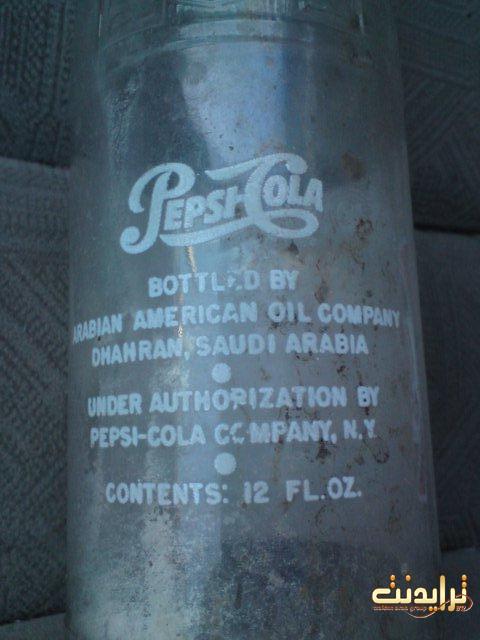 PEPSI-COLA
BOTTLED BY
ARABIAN AMERICAN OIL COMPANY
DHAHRAN, SAUDI ARABIA
UNDER AUTHORIZATION BY
PEPSI-COLA COMPANY, N.Y.
CONTENTS: 12 FL.OZ.
ترايدنت